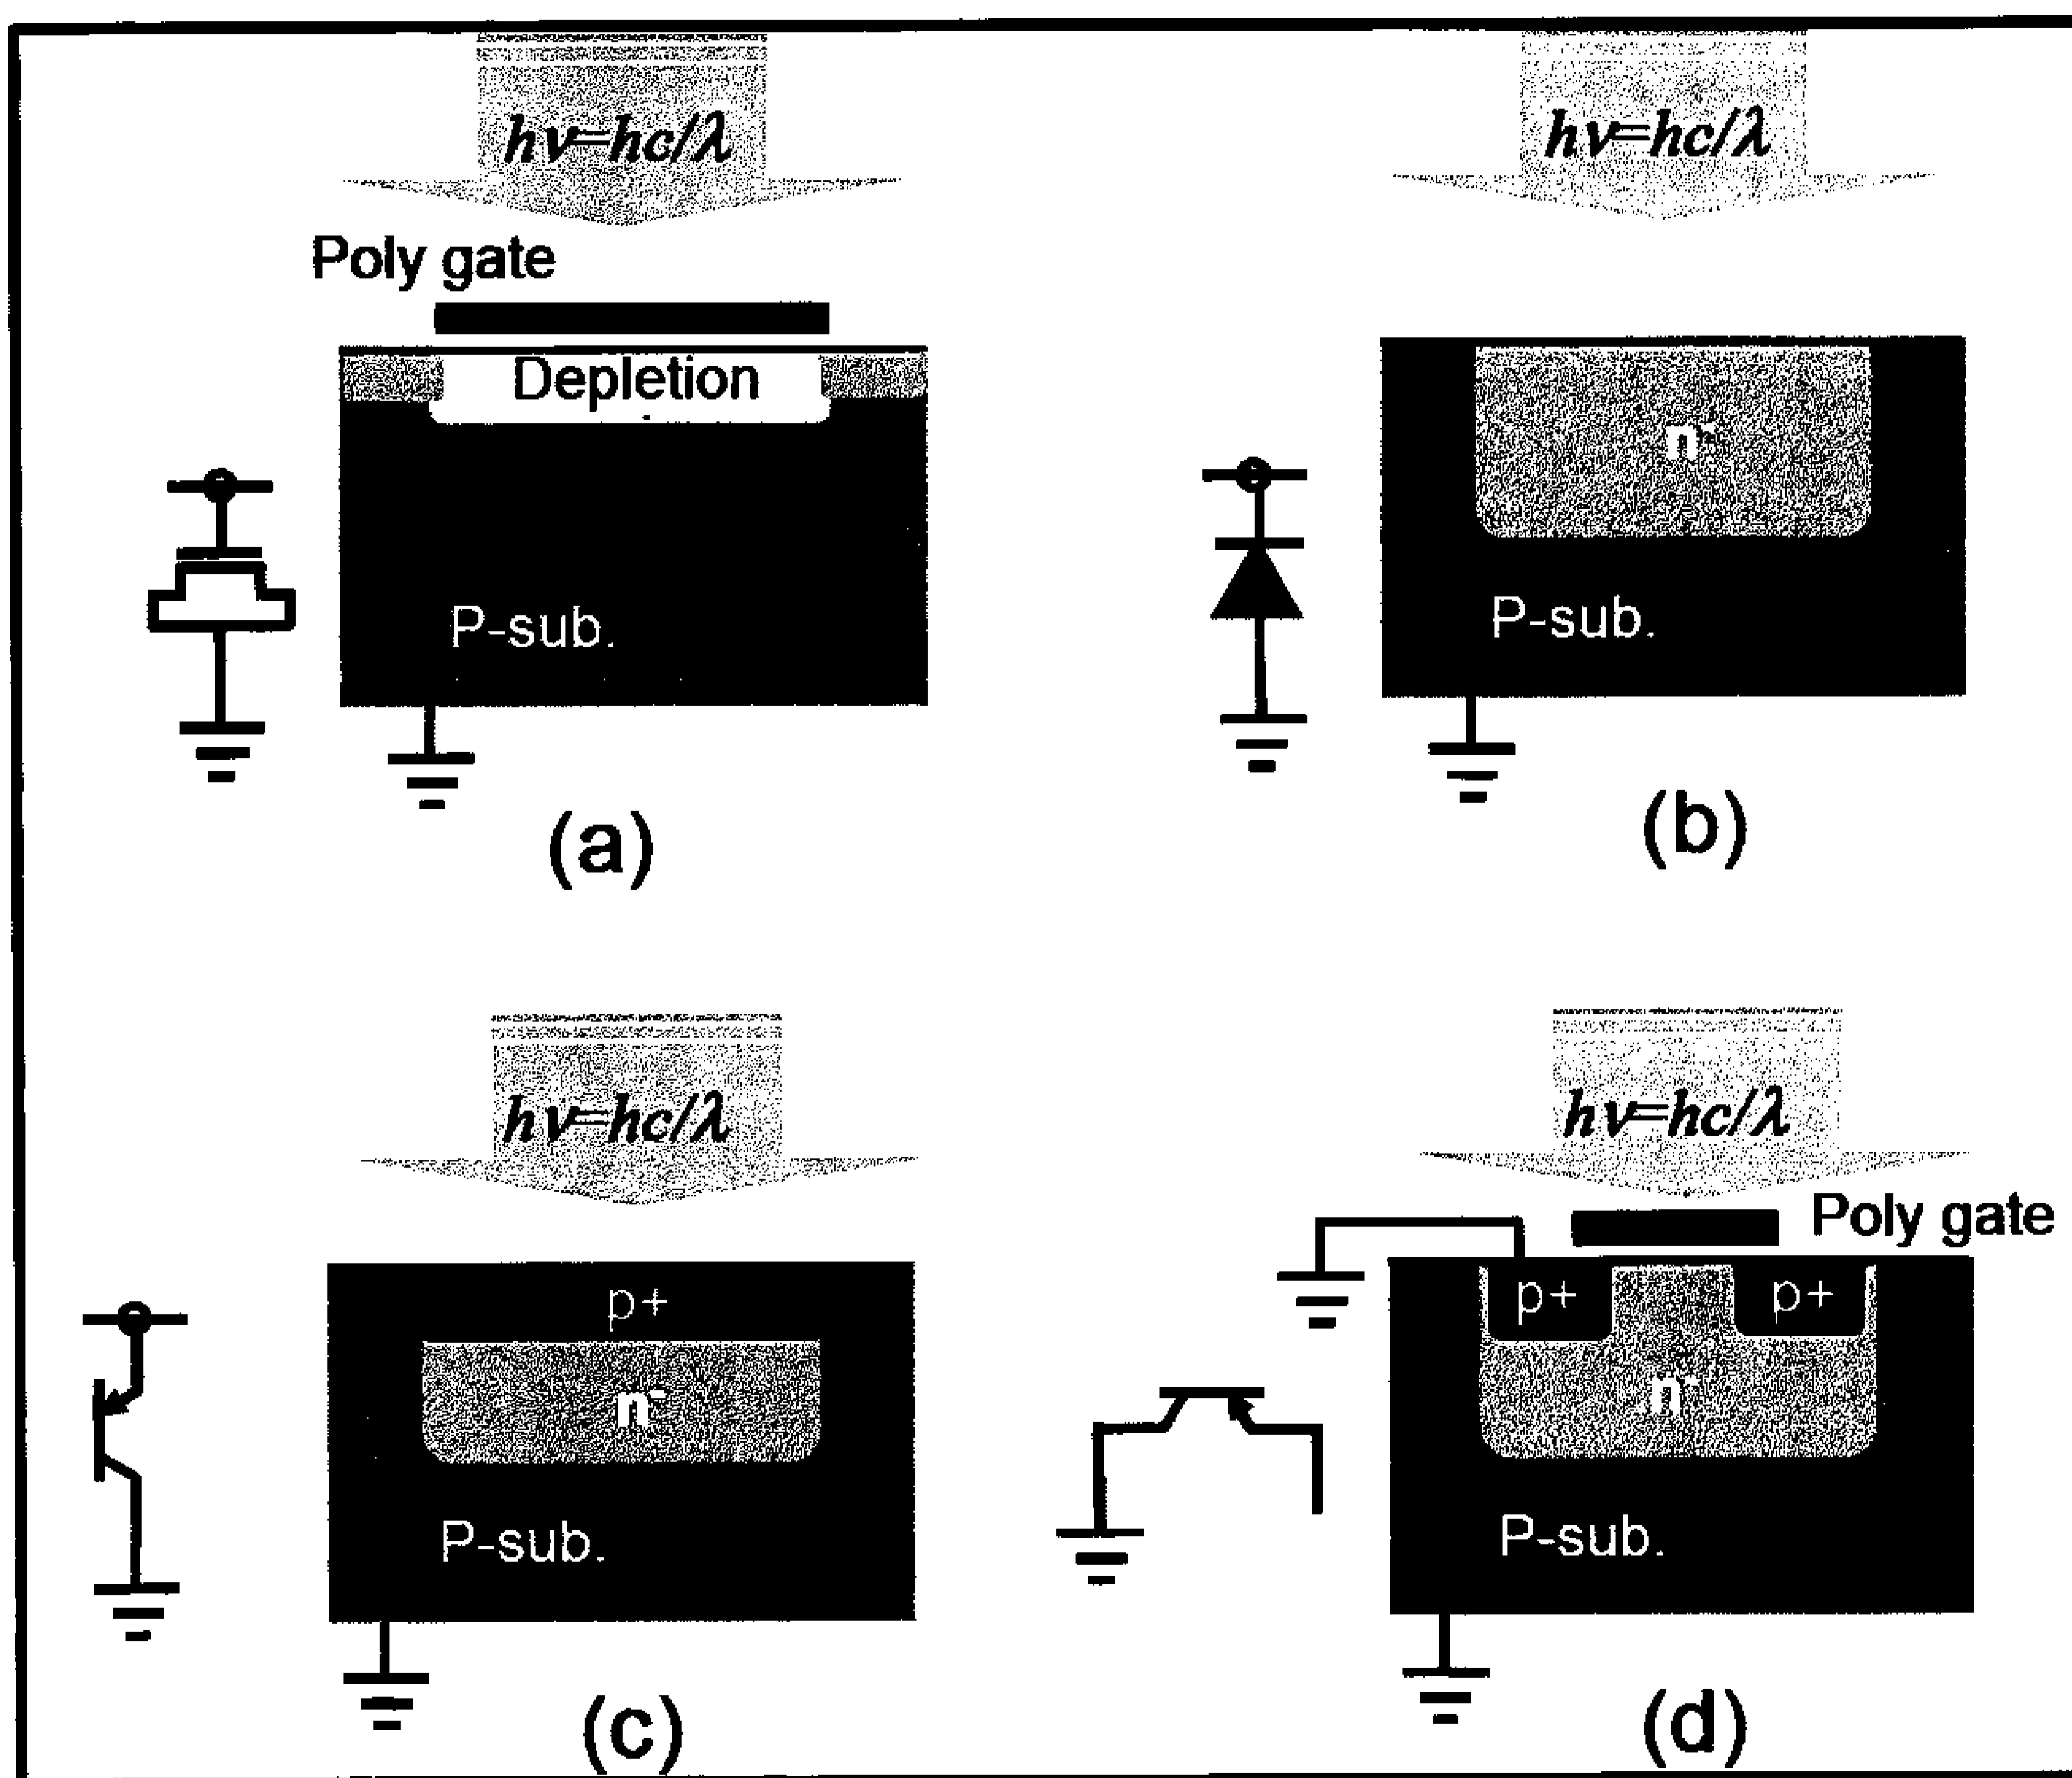 hν=hc/λ
hν=hc/λ
Poly gate
Depletion
n⁻
P-sub.
P-sub.
(a)
(b)
hν=hc/λ
hν=hc/λ
Poly gate
p+
p+
p+
n⁻
n⁻
P-sub.
P-sub.
(c)
(d)